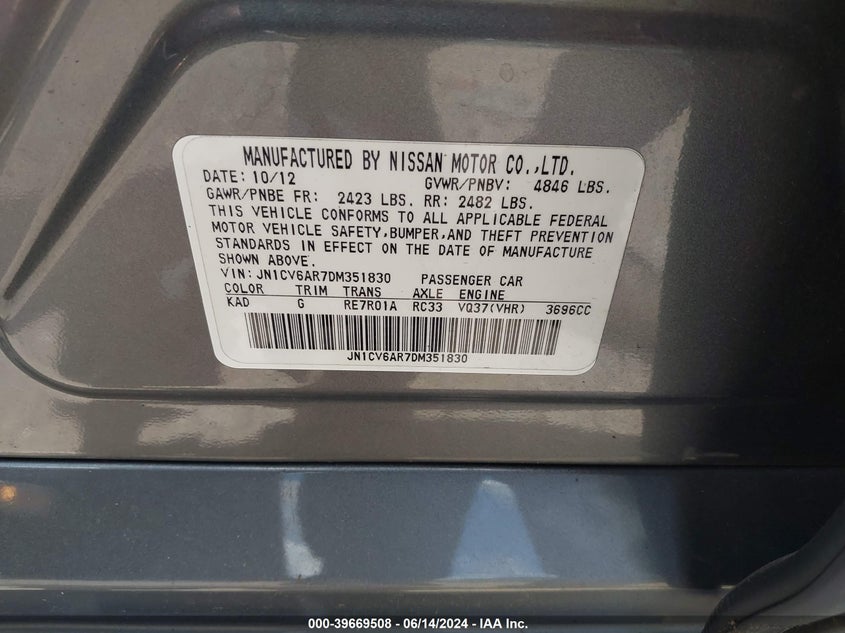 MANUFACTURED BY NISSAN MOTOR CO.,LTD.
DATE: 10/12 GVWR/PNBV: 4846 LBS.
GAWR/PNBE FR: 2423 LBS. RR: 2482 LBS.
THIS VEHICLE CONFORMS TO ALL APPLICABLE FEDERAL
MOTOR VEHICLE SAFETY,BUMPER,AND THEFT PREVENTION
STANDARDS IN EFFECT ON THE DATE OF MANUFACTURE
SHOWN ABOVE.
VIN: JN1CV6AR7DM351830 PASSENGER CAR
COLOR TRIM TRANS AXLE ENGINE
KAD G RE7R01A RC33 VQ37(VHR) 3696CC
JN1CV6AR7DM351830
000-39669508 - 06/14/2024 - IAA Inc.